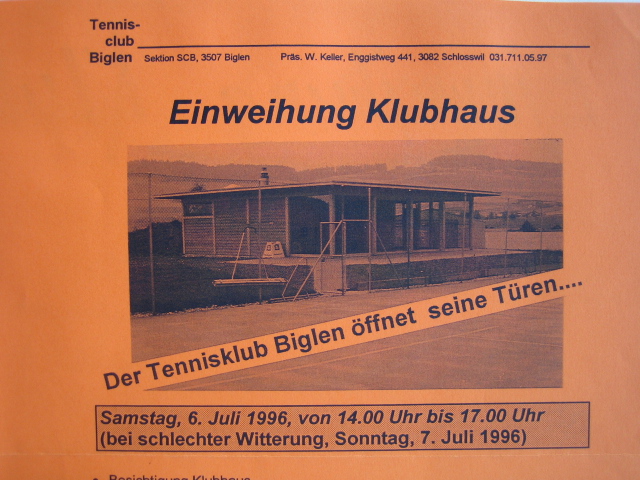 Tennis-
club
Biglen Sektion SCB, 3507 Biglen Präs. W. Keller, Enggistweg 441, 3082 Schlosswil 031.711.05.97
Einweihung Klubhaus
Der Tennisklub Biglen öffnet seine Türen....
Samstag, 6. Juli 1996, von 14.00 Uhr bis 17.00 Uhr
(bei schlechter Witterung, Sonntag, 7. Juli 1996)
• Besichtigung Klubhaus